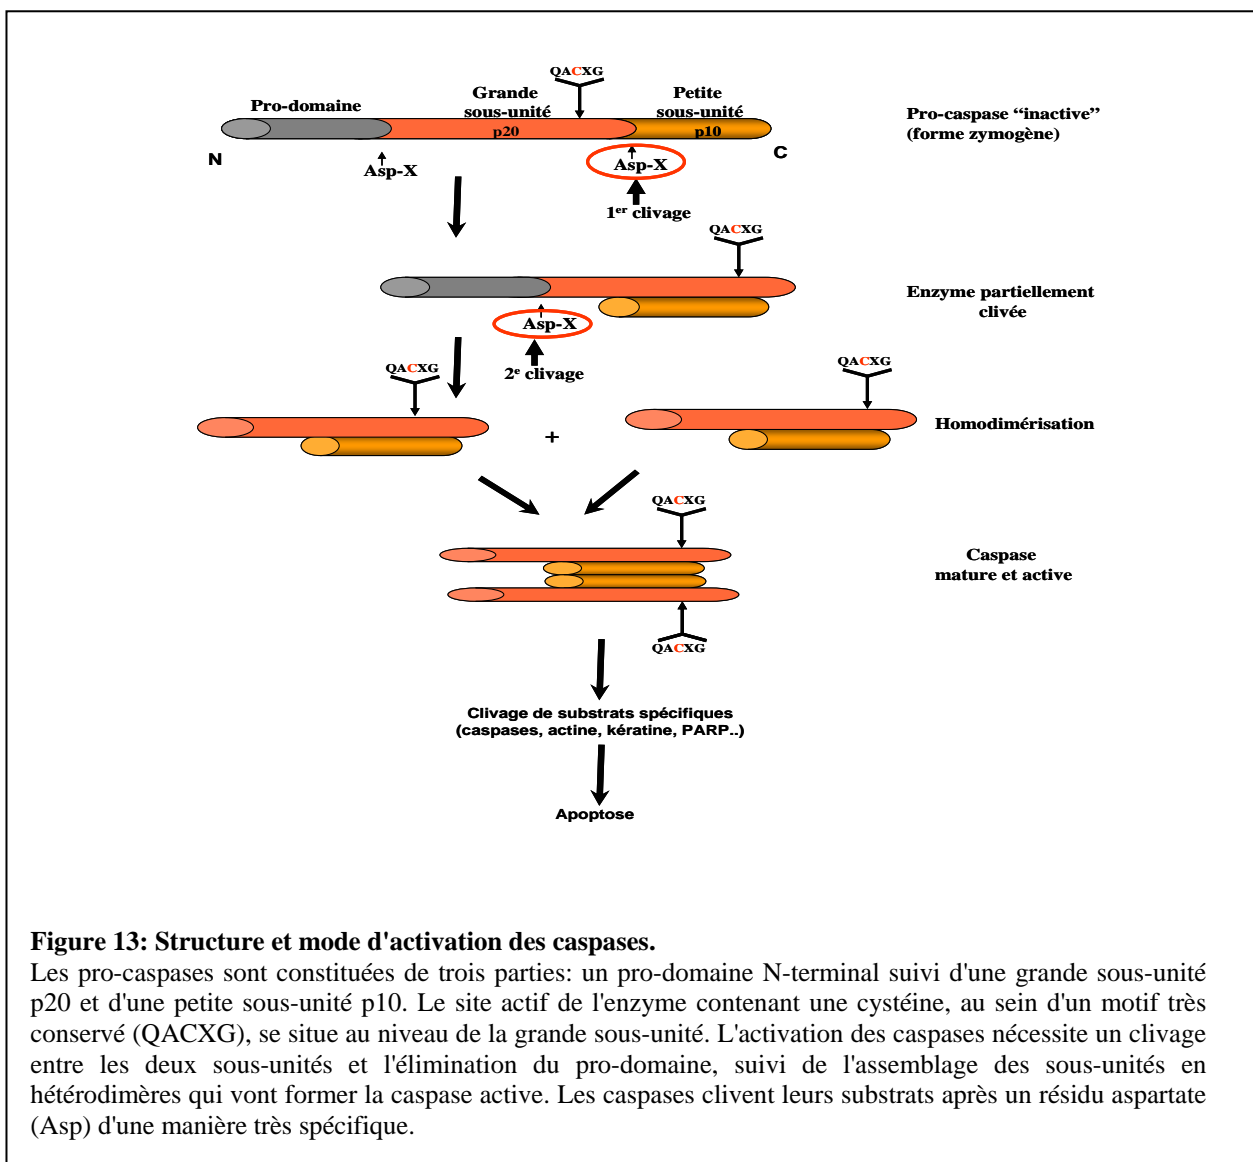 QACXG
Pro-domaine
Grande
sous-unité
p20
Petite
sous-unité
p10
Pro-caspase “inactive”
(forme zymogène)
N
C
Asp-X
Asp-X
1er clivage
QACXG
Enzyme partiellement
clivée
Asp-X
2e clivage
QACXG
QACXG
+
Homodimérisation
QACXG
Caspase
mature et active
QACXG
Clivage de substrats spécifiques
(caspases, actine, kératine, PARP..)
Apoptose
Figure 13: Structure et mode d'activation des caspases.
Les pro-caspases sont constituées de trois parties: un pro-domaine N-terminal suivi d'une grande sous-unité
p20 et d'une petite sous-unité p10. Le site actif de l'enzyme contenant une cystéine, au sein d'un motif très
conservé (QACXG), se situe au niveau de la grande sous-unité. L'activation des caspases nécessite un clivage
entre les deux sous-unités et l'élimination du pro-domaine, suivi de l'assemblage des sous-unités en
hétérodimères qui vont former la caspase active. Les caspases clivent leurs substrats après un résidu aspartate
(Asp) d'une manière très spécifique.